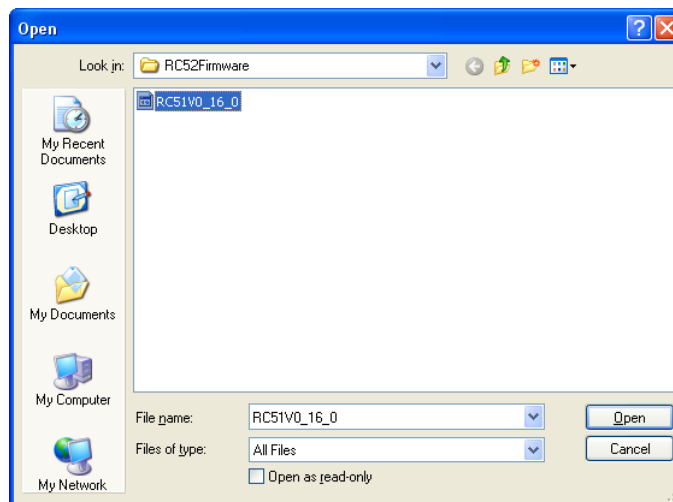 Open
Look in: RC52Firmware
RC51V0_16_0
My Recent
Documents
Desktop
My Documents
My Computer
My Network
File name: RC51V0_16_0 Open
Files of type: All Files Cancel
Open as read-only